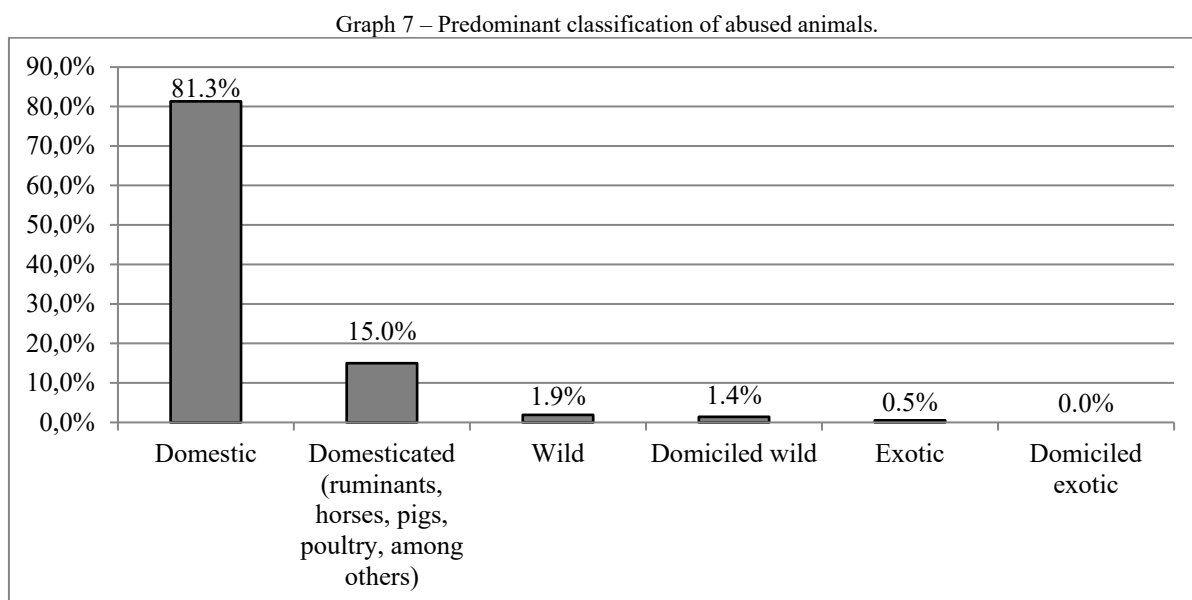 Graph 7 – Predominant classification of abused animals.
90,0%
80,0%
70,0%
60,0%
50,0%
40,0%
30,0%
20,0%
10,0%
0,0%
81.3%
15.0%
1.9%
1.4%
0.5%
0.0%
Domestic
Domesticated
(ruminants,
horses, pigs,
poultry, among
others)
Wild
Domiciled wild
Exotic
Domiciled
exotic